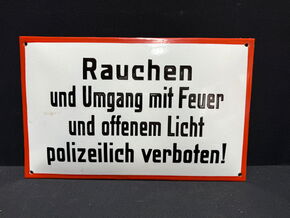 Rauchen
und Umgang mit Feuer
und offenem Licht
polizeilich verboten!